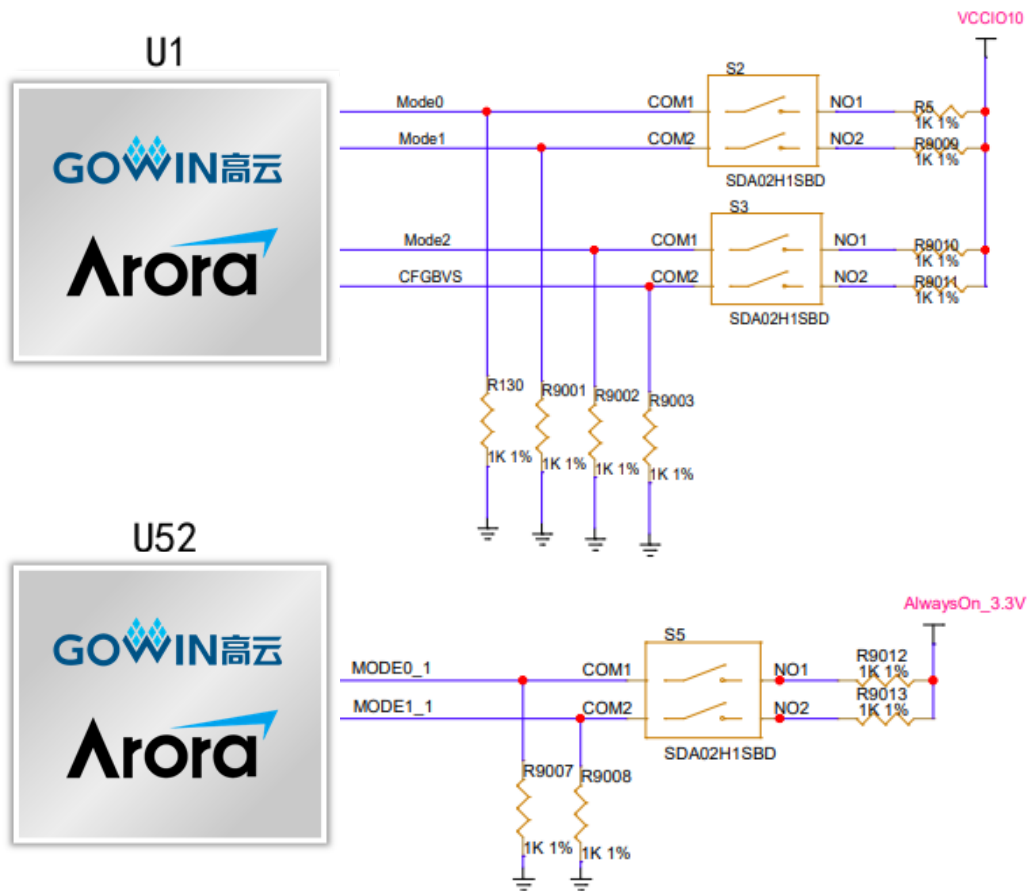 VCCIO10
U1
GOWIN高云
Arora
S2
Mode0
COM1
NO1
R5
1K 1%
Mode1
COM2
NO2
R9009
1K 1%
SDA02H1SBD
S3
Mode2
COM1
NO1
R9010
1K 1%
CFGBVS
COM2
NO2
R9011
1K 1%
SDA02H1SBD
R130
R9001
R9002
R9003
1K 1%
1K 1%
1K 1%
1K 1%
U52
GOWIN高云
Arora
AlwaysOn_3.3V
S5
MODE0_1
COM1
NO1
R9012
1K 1%
MODE1_1
COM2
NO2
R9013
1K 1%
SDA02H1SBD
R9007
R9008
1K 1%
1K 1%